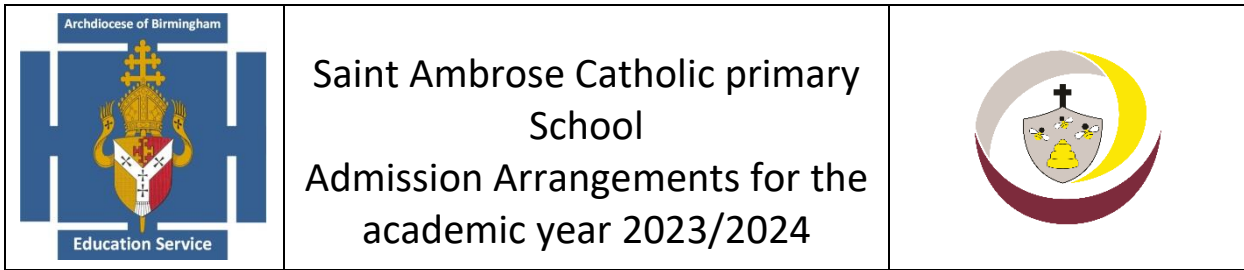 Archdiocese of Birmingham
Education Service
Saint Ambrose Catholic primary
School
Admission Arrangements for the
academic year 2023/2024